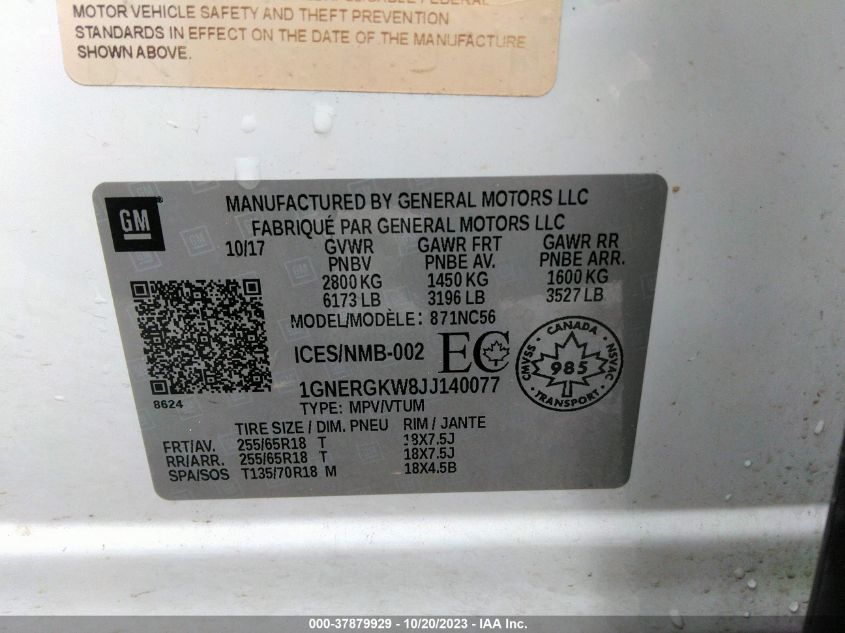 MOTOR VEHICLE SAFETY AND THEFT PREVENTION
STANDARDS IN EFFECT ON THE DATE OF THE MANUFACTURE
SHOWN ABOVE.
GM
MANUFACTURED BY GENERAL MOTORS LLC
FABRIQUÉ PAR GENERAL MOTORS LLC
10/17 GVWR GAWR FRT GAWR RR
PNBV PNBE AV. PNBE ARR.
2800 KG 1450 KG 1600 KG
6173 LB 3196 LB 3527 LB
MODEL/MODÈLE: 871NC56
ICES/NMB-002 EC
CANADA
CMVSS 985 NSVAC
TRANSPORT
1GNERGKW8JJ140077
8624
TYPE: MPV/VTUM
TIRE SIZE / DIM. PNEU RIM / JANTE
FRT/AV. 255/65R18 T 18X7.5J
RR/ARR. 255/65R18 T 18X7.5J
SPA/SOS T135/70R18 M 18X4.5B
000-37879929 - 10/20/2023 - IAA Inc.